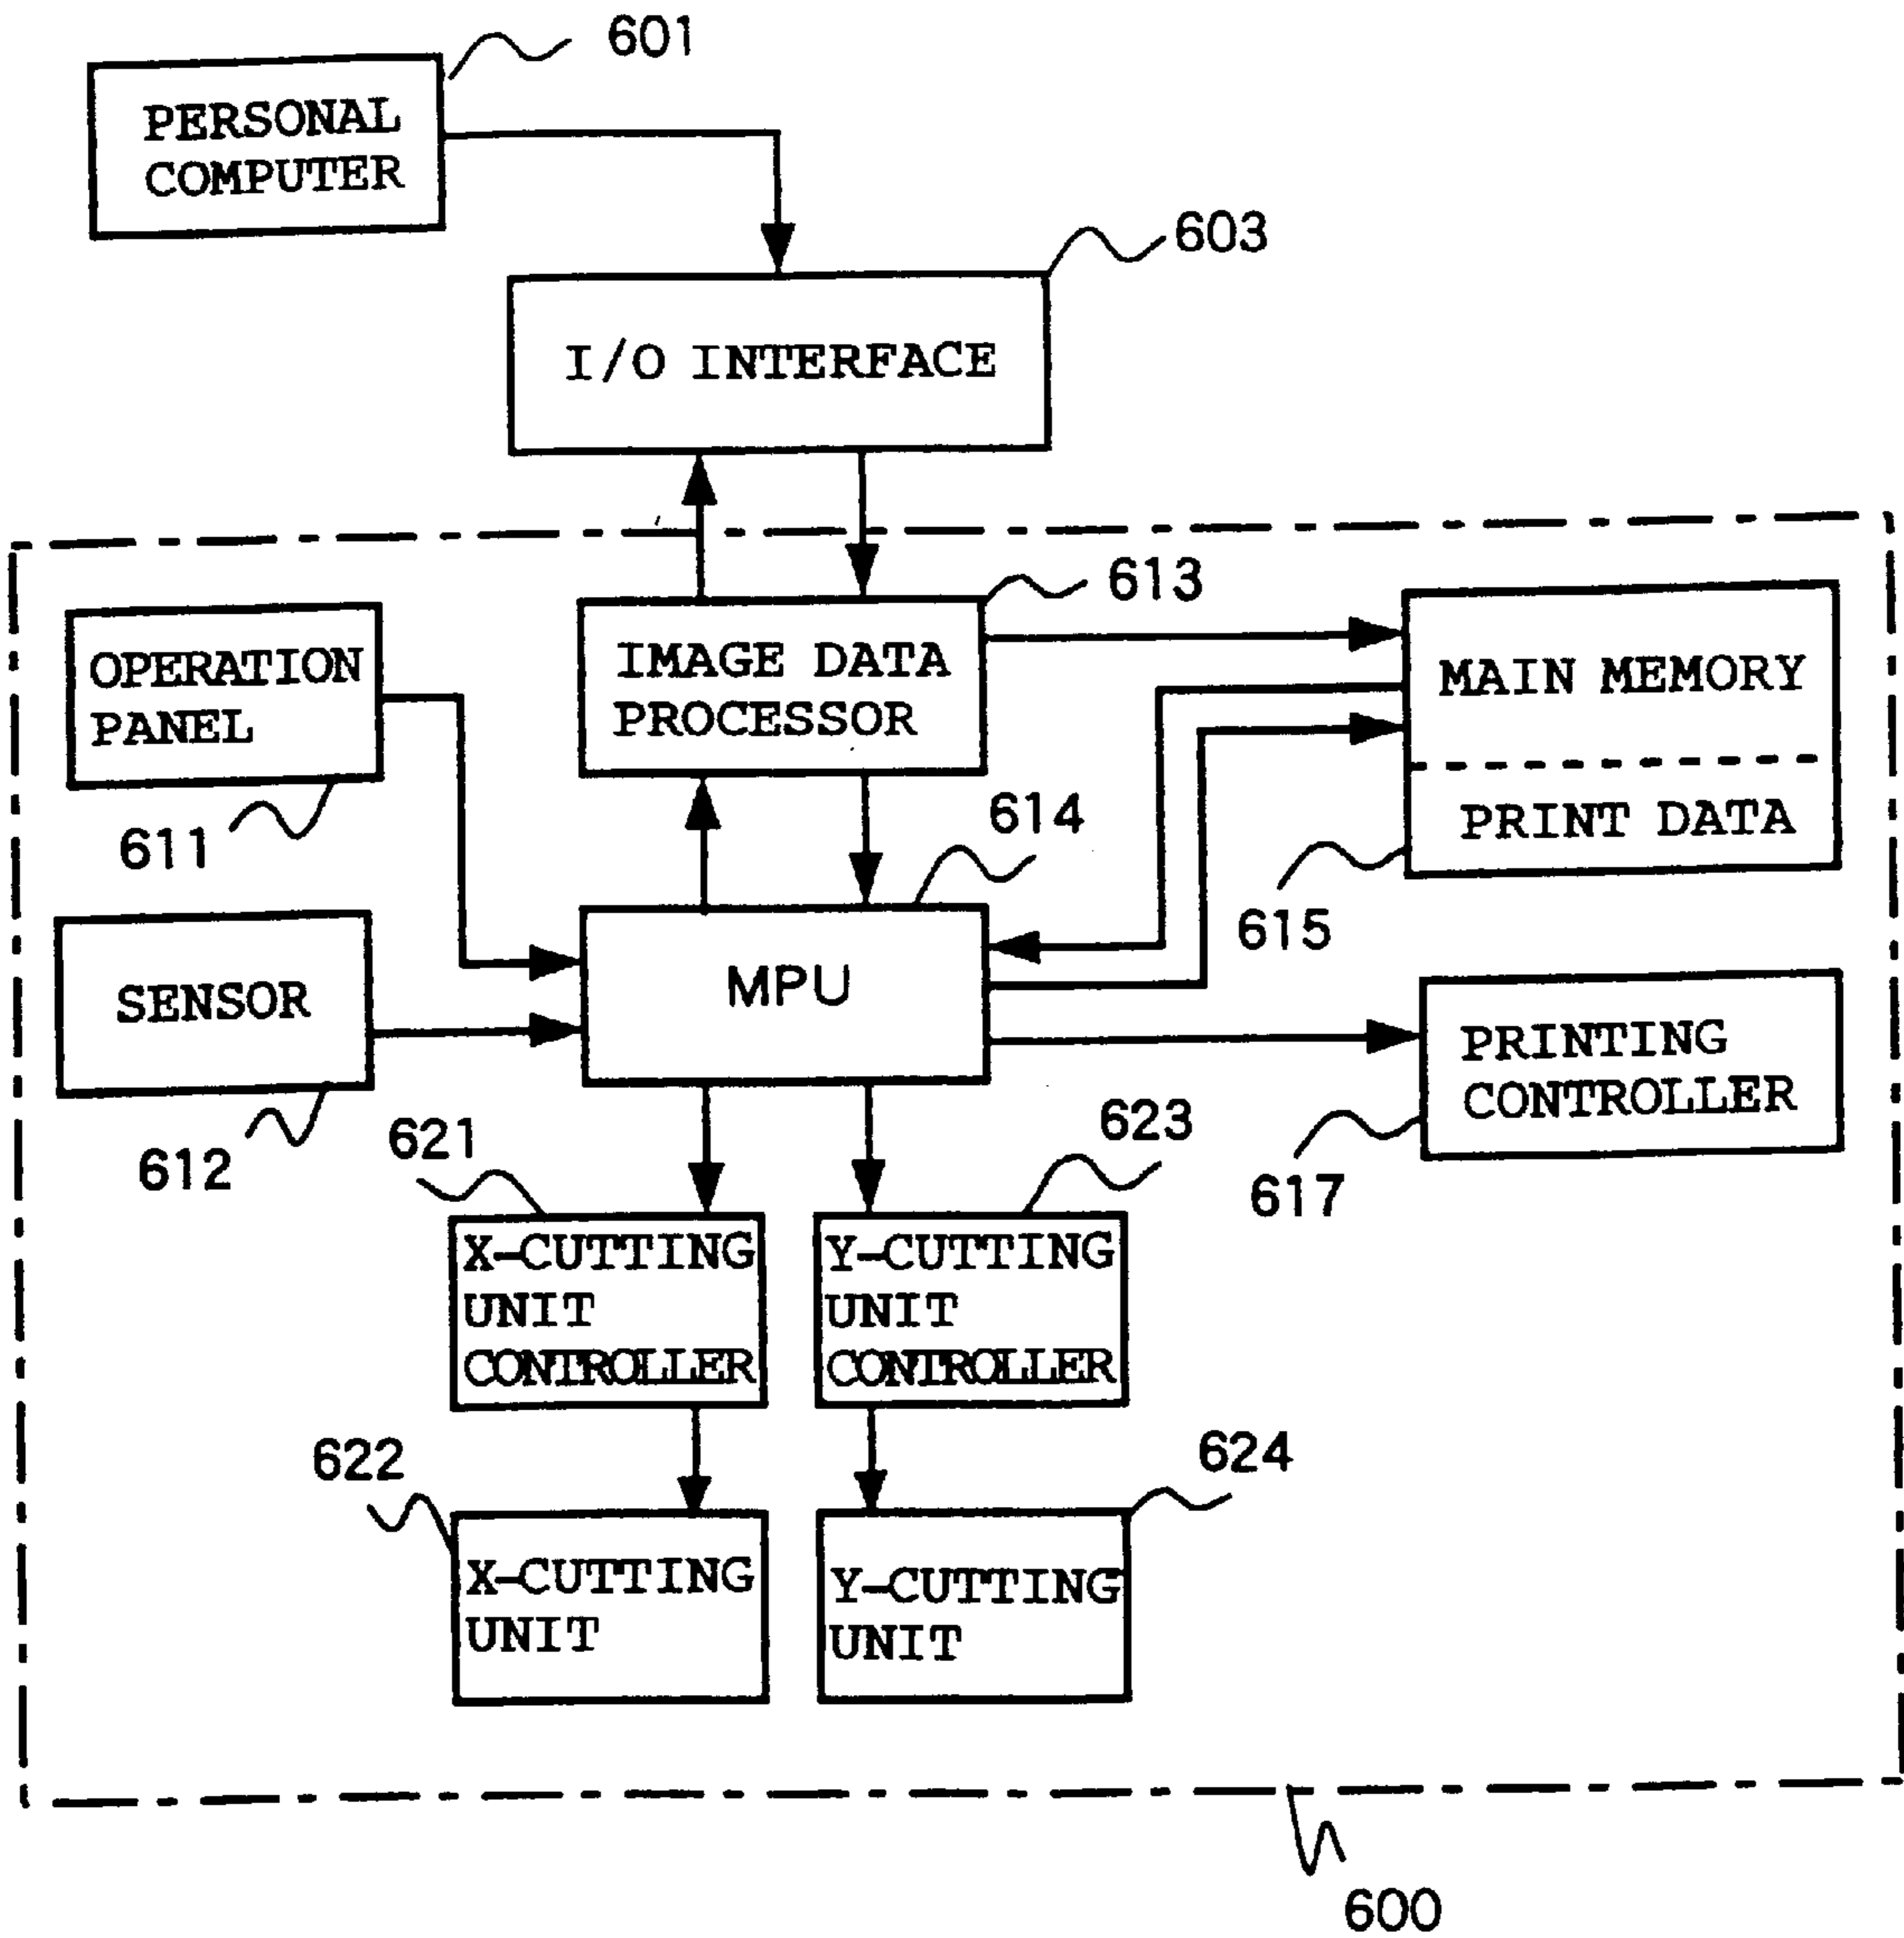 601
PERSONAL
COMPUTER
603
I/O INTERFACE
613
OPERATION
PANEL
611
IMAGE DATA
PROCESSOR
MAIN MEMORY
PRINT DATA
615
614
SENSOR
612
MPU
PRINTING
CONTROLLER
617
621
X-CUTTING
UNIT
CONTROLLER
623
Y-CUTTING
UNIT
CONTROLLER
622
X-CUTTING
UNIT
624
Y-CUTTING
UNIT
600